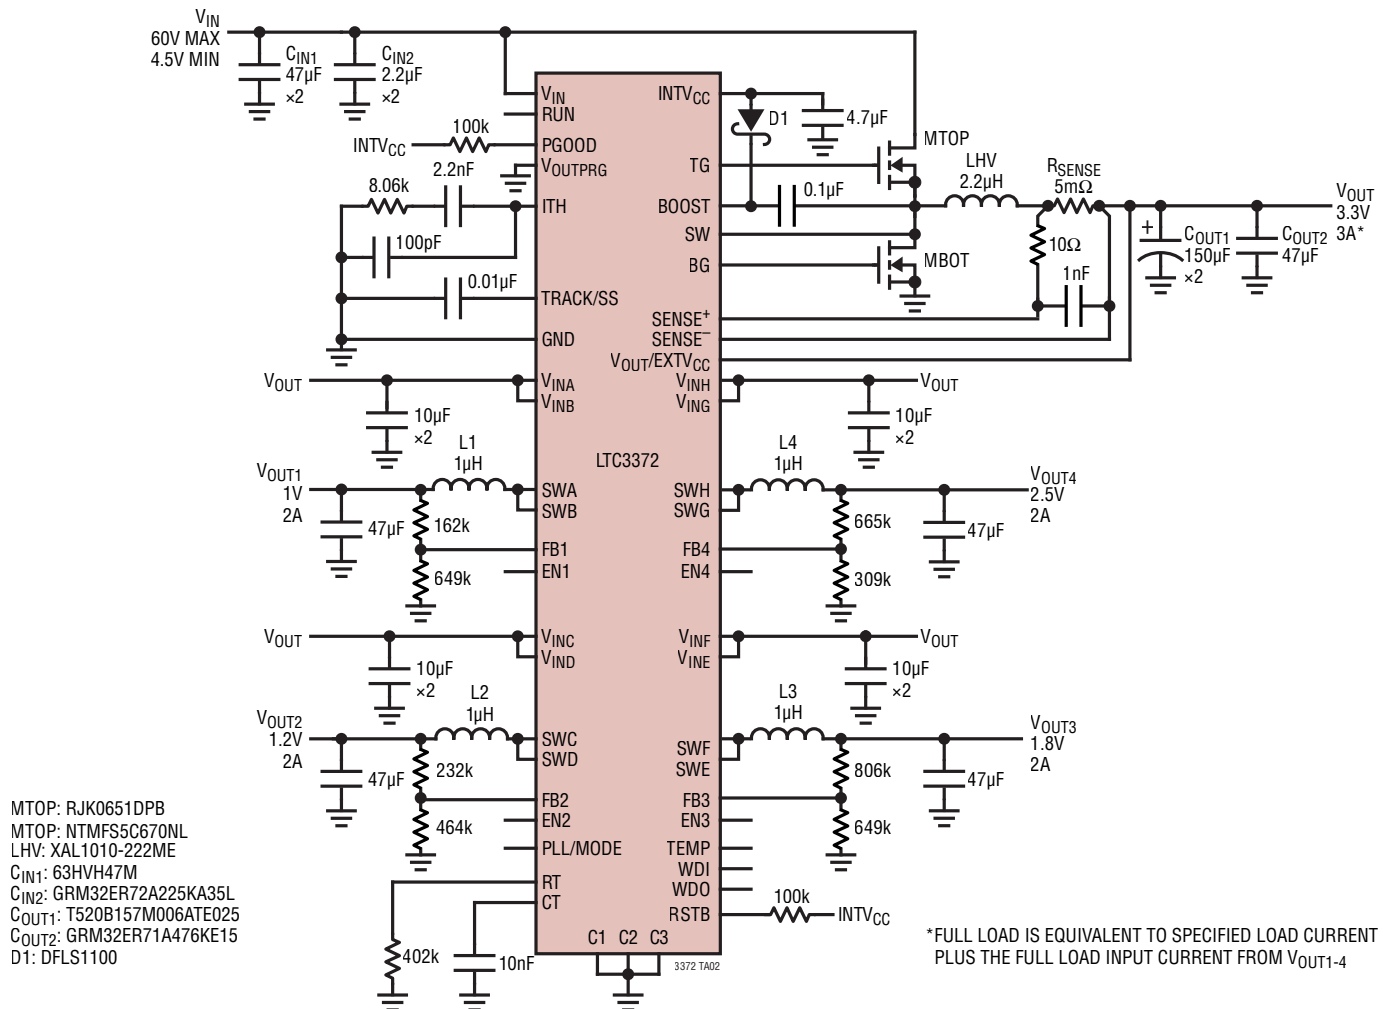 VIN
60V MAX
4.5V MIN
CIN1
47µF
×2
CIN2
2.2µF
×2
INTVCC
100k
8.06k
2.2nF
100pF
0.01µF
VIN
RUN
PGOOD
VOUTPRG
ITH
TRACK/SS
GND
INTVCC
TG
BOOST
SW
BG
SENSE+
SENSE–
VOUT/EXTVCC
D1
4.7µF
0.1µF
MTOP
MBOT
LHV
2.2µH
RSENSE
5mΩ
10Ω
1nF
COUT1
150µF
×2
+
COUT2
47µF
VOUT
3.3V
3A*
VOUT
10µF
×2
VINA
VINB
VINH
VING
VOUT
10µF
×2
LTC3372
VOUT1
1V
2A
47µF
L1
1µH
162k
649k
SWA
SWB
FB1
EN1
SWH
SWG
FB4
EN4
L4
1µH
665k
309k
47µF
VOUT4
2.5V
2A
VOUT
10µF
×2
VINC
VIND
VINF
VINE
VOUT
10µF
×2
VOUT2
1.2V
2A
47µF
L2
1µH
232k
464k
SWC
SWD
FB2
EN2
PLL/MODE
RT
CT
SWF
SWE
FB3
EN3
TEMP
WDI
WDO
RSTB
L3
1µH
806k
649k
47µF
VOUT3
1.8V
2A
100k
INTVCC
402k
10nF
C1 C2 C3
3372 TA02
MTOP: RJK0651DPB
MTOP: NTMFS5C670NL
LHV: XAL1010-222ME
CIN1: 63HVH47M
CIN2: GRM32ER72A225KA35L
COUT1: T520B157M006ATE025
COUT2: GRM32ER71A476KE15
D1: DFLS1100
*FULL LOAD IS EQUIVALENT TO SPECIFIED LOAD CURRENT
PLUS THE FULL LOAD INPUT CURRENT FROM VOUT1-4